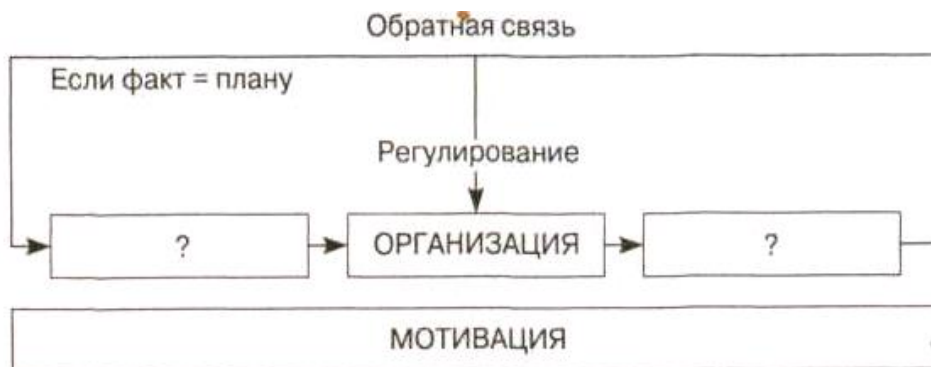 Обратная связь
Если факт = плану
Регулирование
?
ОРГАНИЗАЦИЯ
?
МОТИВАЦИЯ